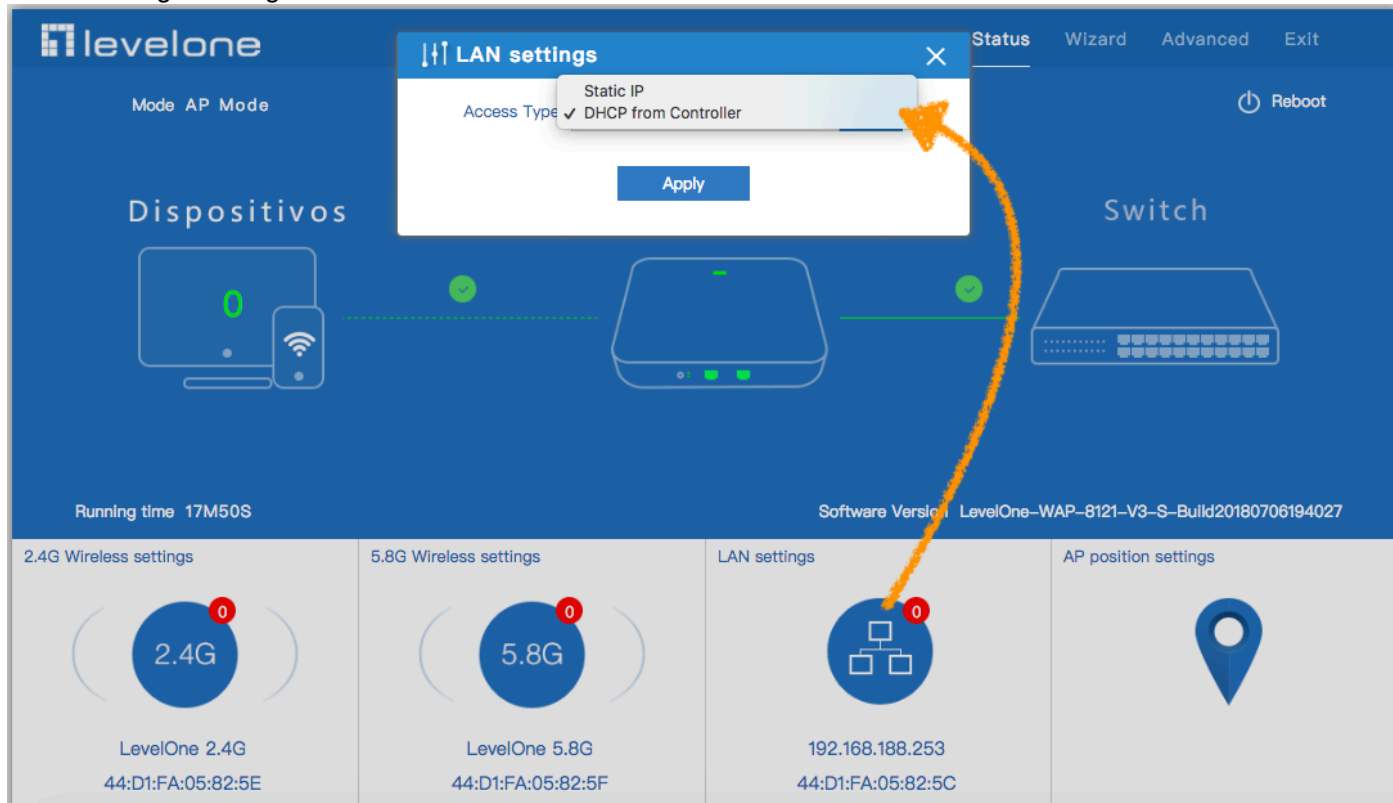 levelone
LAN settings
Status Wizard Advanced Exit
Mode AP Mode
Access Type
Static IP
✓ DHCP from Controller
Reboot
Apply
Dispositivos
Switch
0
Running time 17M50S
Software Version LevelOne-WAP-8121-V3-S-Build20180706194027
2.4G Wireless settings
5.8G Wireless settings
LAN settings
AP position settings
0
2.4G
0
5.8G
0
LevelOne 2.4G
LevelOne 5.8G
192.168.188.253
44:D1:FA:05:82:5E
44:D1:FA:05:82:5F
44:D1:FA:05:82:5C